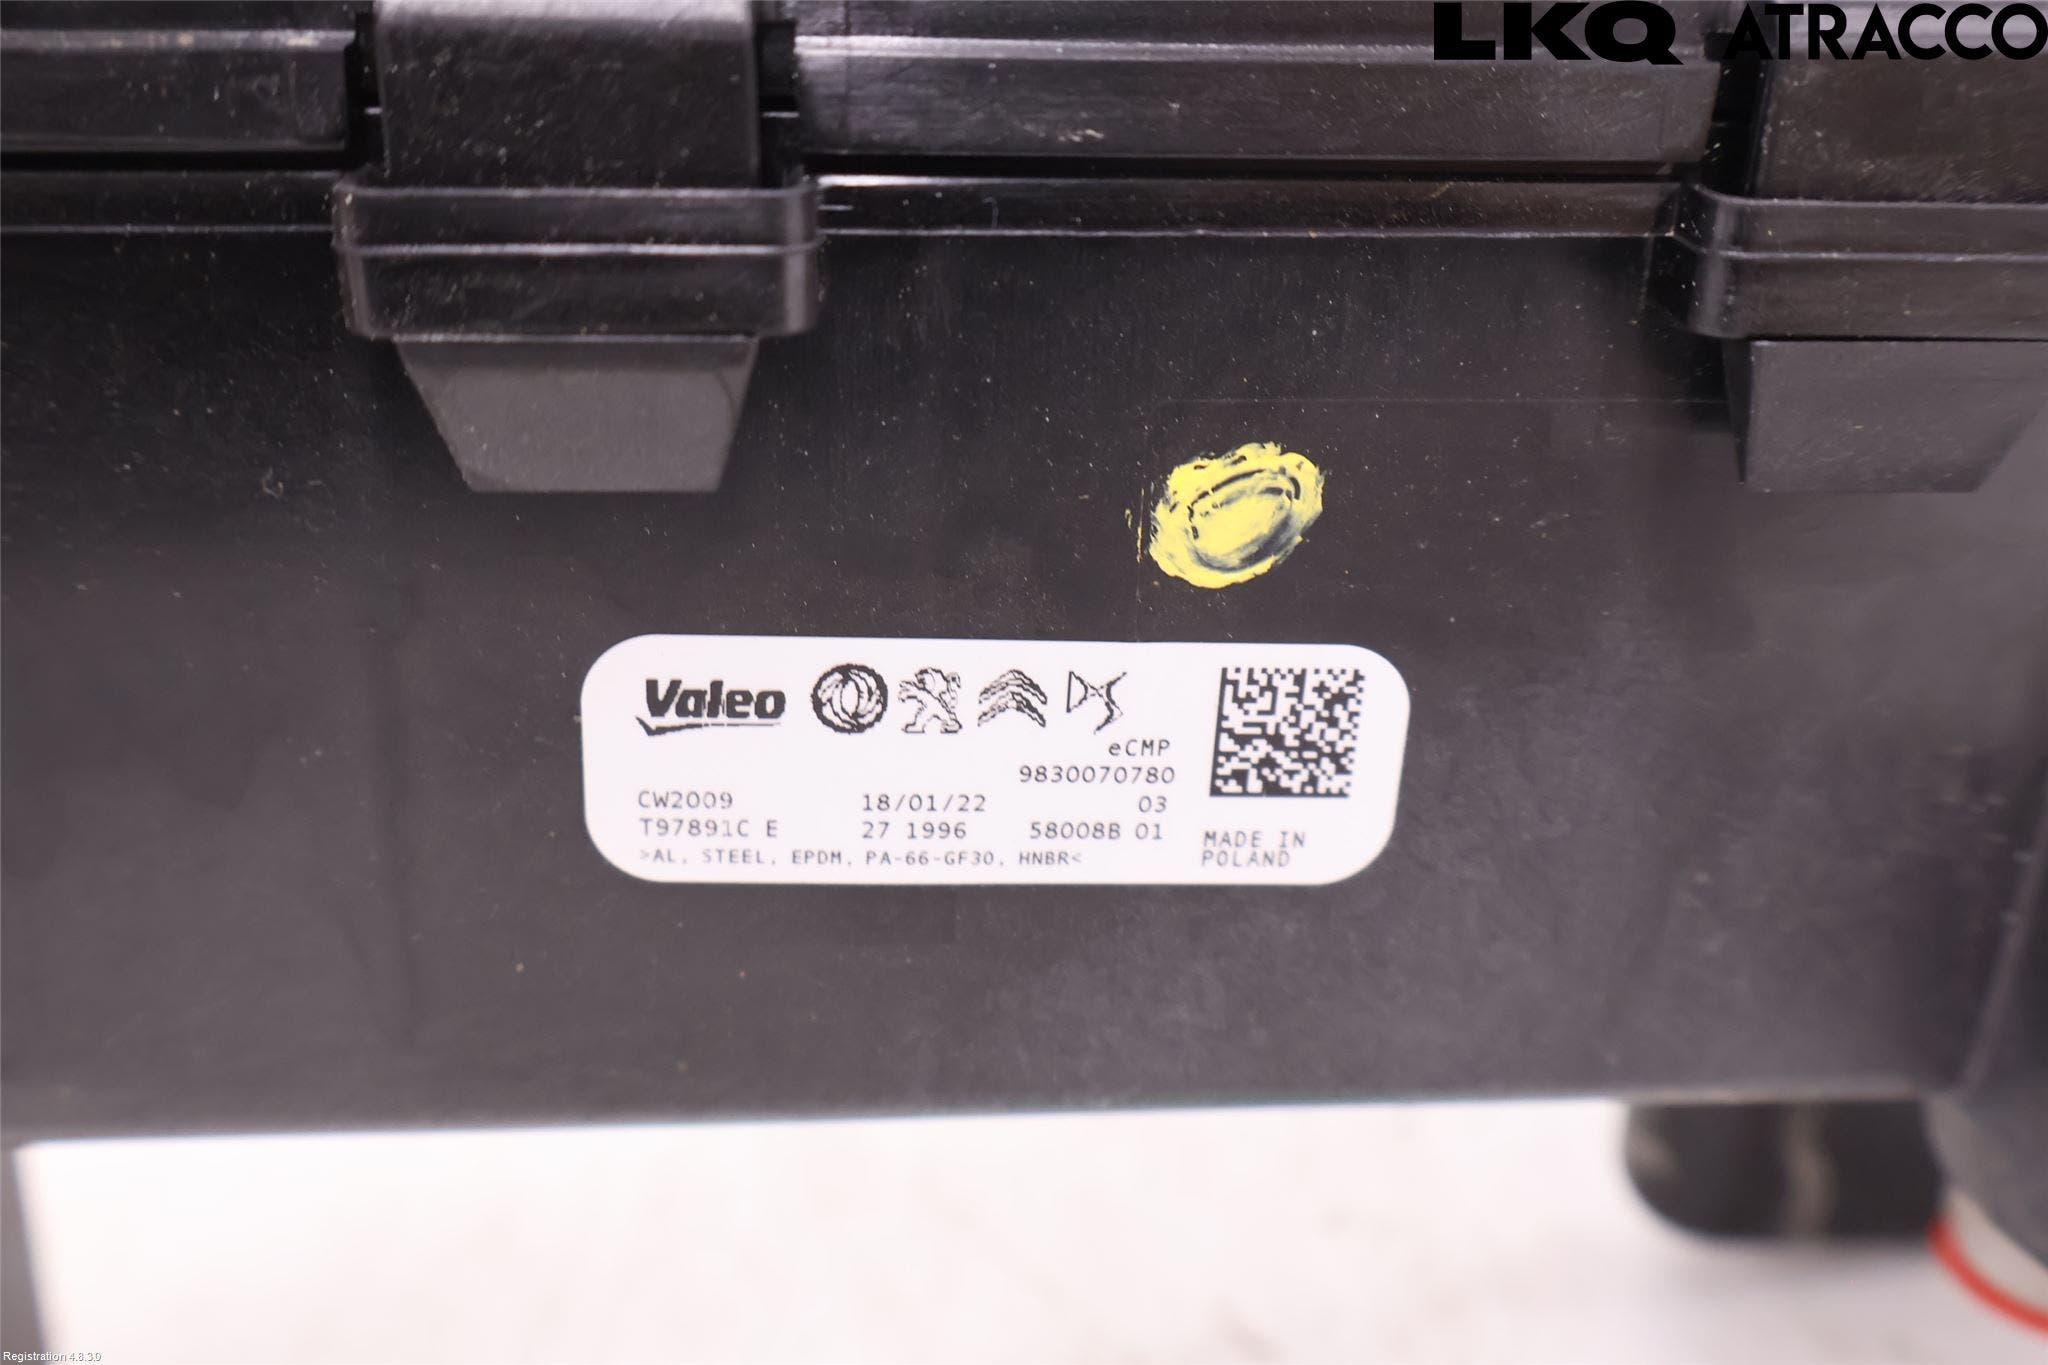 LKQ ATRACCO
Valeo
eCMP
9830070780
CW2009 18/01/22 03
T97891C E 27 1996 58008B 01
>AL, STEEL, EPDM, PA-66-GF30, HNBR<
MADE IN
POLAND
Registration 4.8.3.0